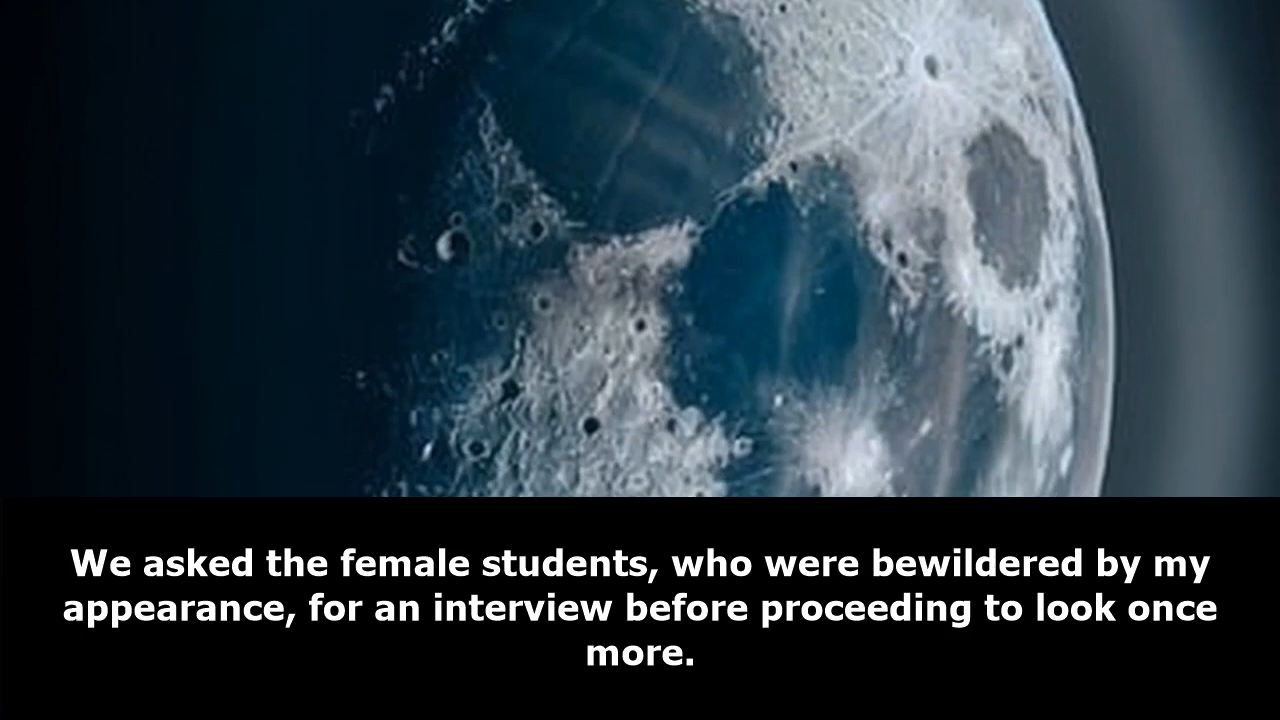 We asked the female students, who were bewildered by my
appearance, for an interview before proceeding to look once
more.